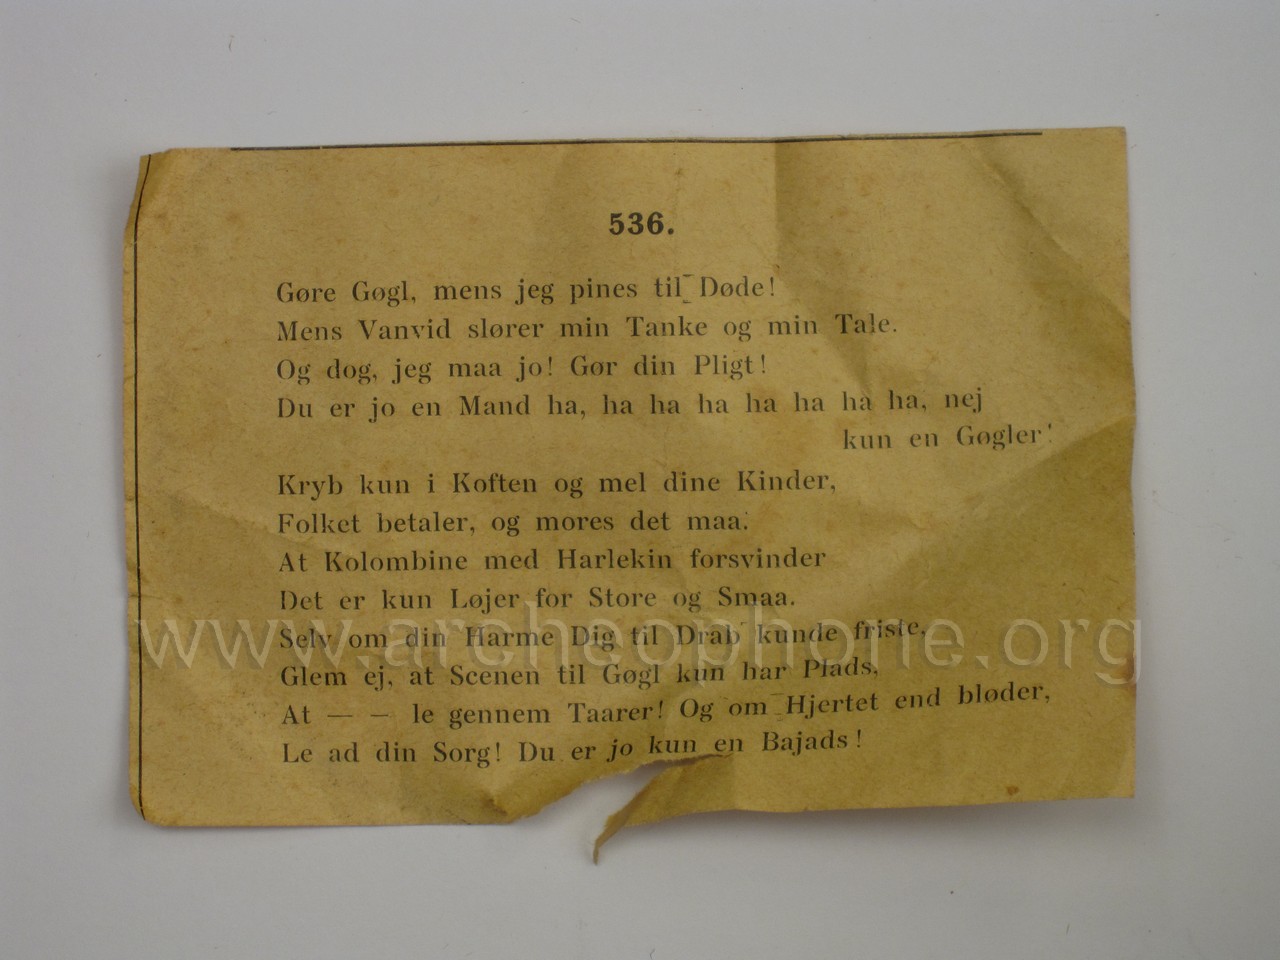 536.
Gøre Gøgl, mens jeg pines til Døde!
Mens Vanvid slører min Tanke og min Tale.
Og dog, jeg maa jo! Gør din Pligt!
Du er jo en Mand ha, ha ha ha ha ha ha ha, nej
kun en Gøgler!
Kryb kun i Koften og mel dine Kinder,
Folket betaler, og mores det maa.
At Kolombine med Harlekin forsvinder
Det er kun Løjer for Store og Smaa.
Selv om din Harme Dig til Drab kunde friste,
Glem ej, at Scenen til Gøgl kun har Plads,
At — — le gennem Taarer! Og om Hjertet end bløder,
Le ad din Sorg! Du er jo kun en Bajads!
www.archeophone.org